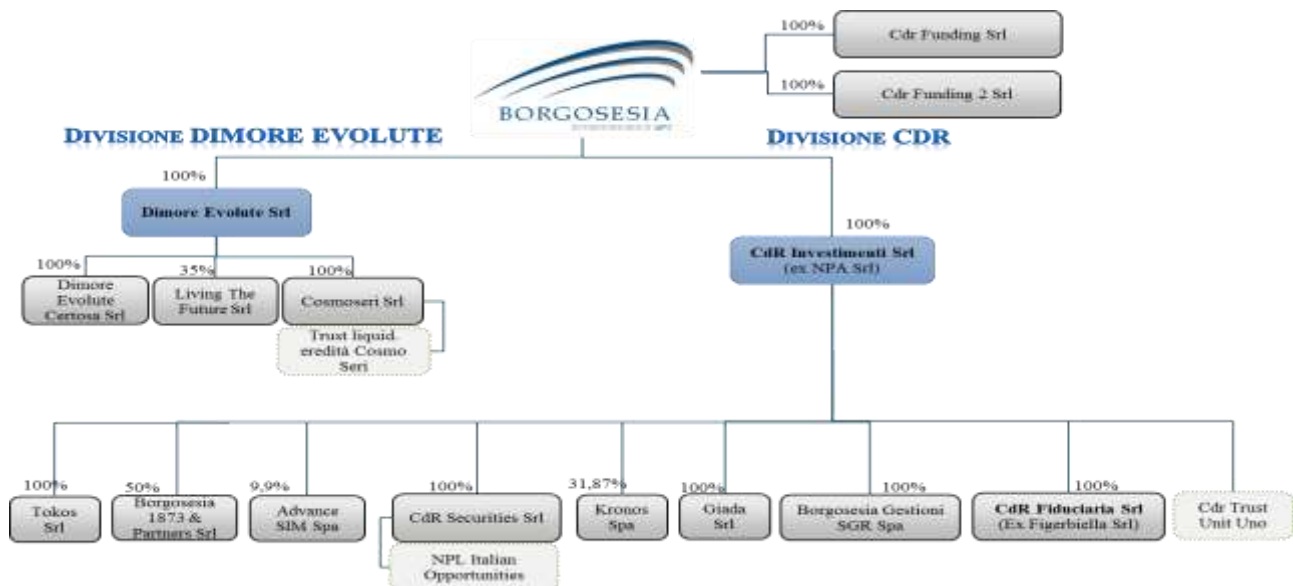 100%
Cdr Funding Srl
100%
Cdr Funding 2 Srl
BORGOSESIA
DIVISIONE DIMORE EVOLUTE
DIVISIONE CDR
100%
Dimore Evolute Srl
100%
CdR Investimenti Srl
(ex NPA Srl)
100%
Dimore
Evolute
Certosa Srl
35%
Living The
Future Srl
100%
Cosmoseri Srl
Trust liquid.
eredità Cosmo
Seri
100%
Tokos
Srl
50%
Borgosesia
1873 &
Partners Srl
9,9%
Advance
SIM Spa
100%
CdR Securities Srl
NPL Italian
Opportunities
31,87%
Kronos
Spa
100%
Giada
Srl
100%
Borgosesia Gestioni
SGR Spa
100%
CdR Fiduciaria Srl
(Ex Figerbiella Srl)
Cdr Trust
Unit Uno